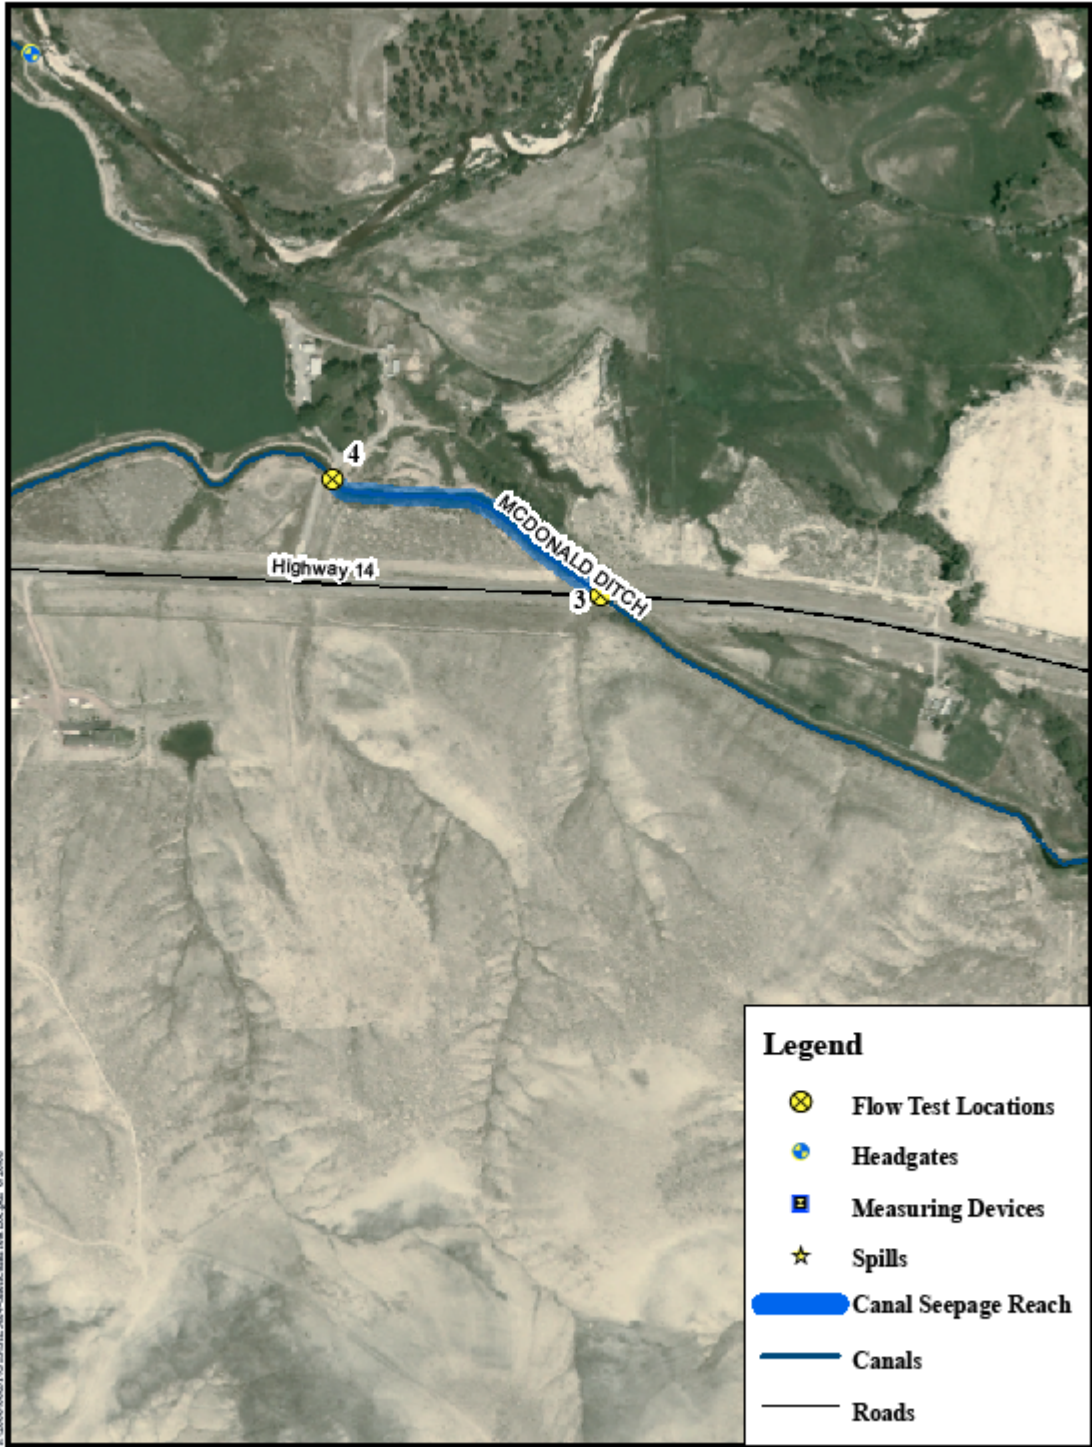 4
MCDONALD DITCH
Highway 14
3
Legend
Flow Test Locations
Headgates
Measuring Devices
Spills
Canal Seepage Reach
Canals
Roads